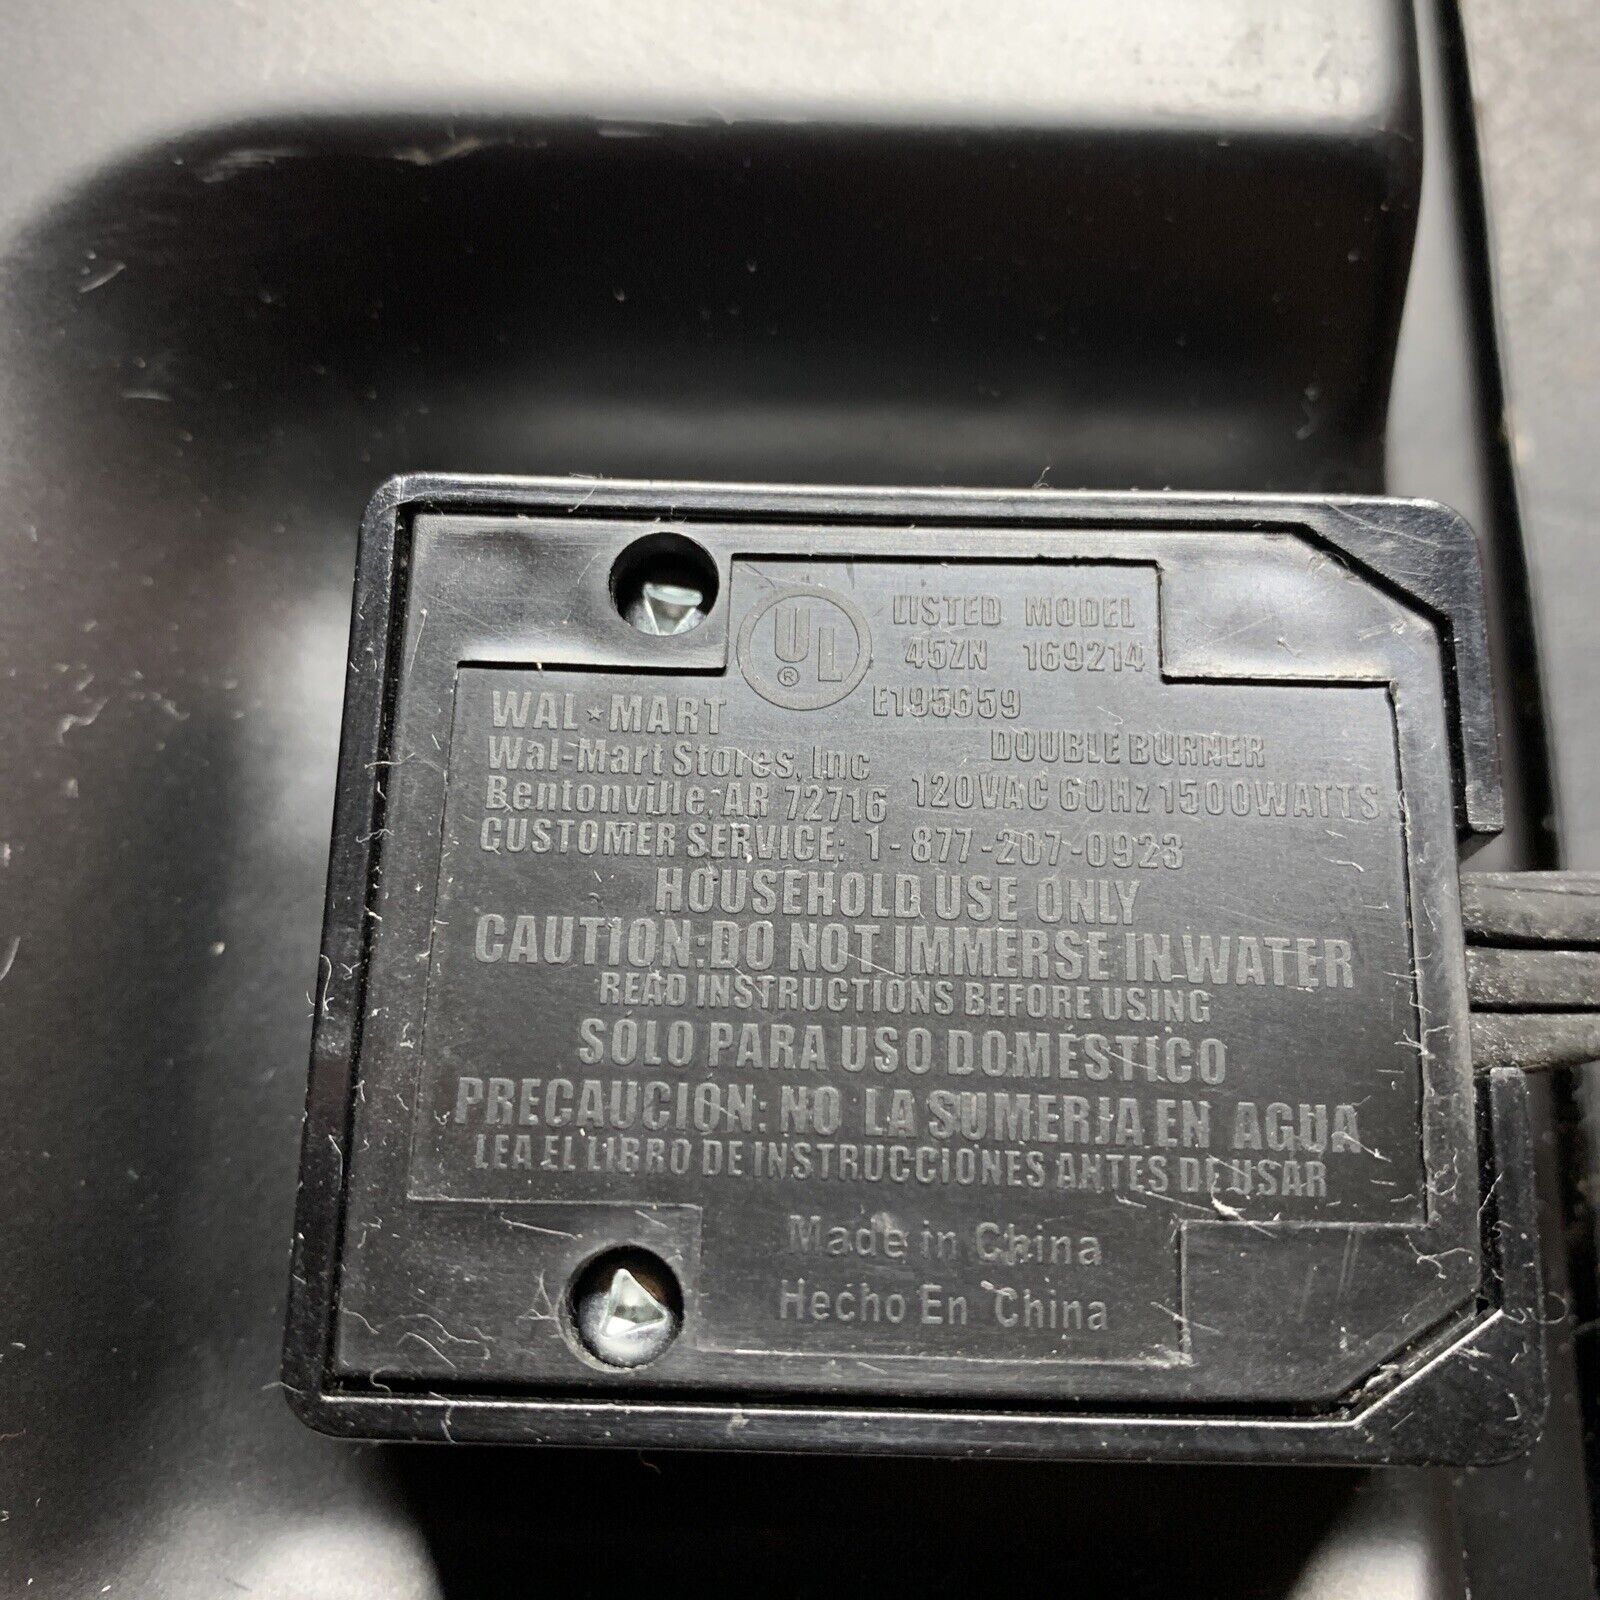 UL ®
LISTED MODEL
45ZN 169214
E195659
WAL★MART
Wal-Mart Stores, Inc
Bentonville, AR 72716
DOUBLE BURNER
120VAC 60Hz 1500WATTS
CUSTOMER SERVICE: 1-877-207-0923
HOUSEHOLD USE ONLY
CAUTION: DO NOT IMMERSE IN WATER
READ INSTRUCTIONS BEFORE USING
SÓLO PARA USO DOMÉSTICO
PRECAUCIÓN: NO LA SUMERJA EN AGUA
LEA EL LIBRO DE INSTRUCCIONES ANTES DE USAR
Made in China
Hecho En China